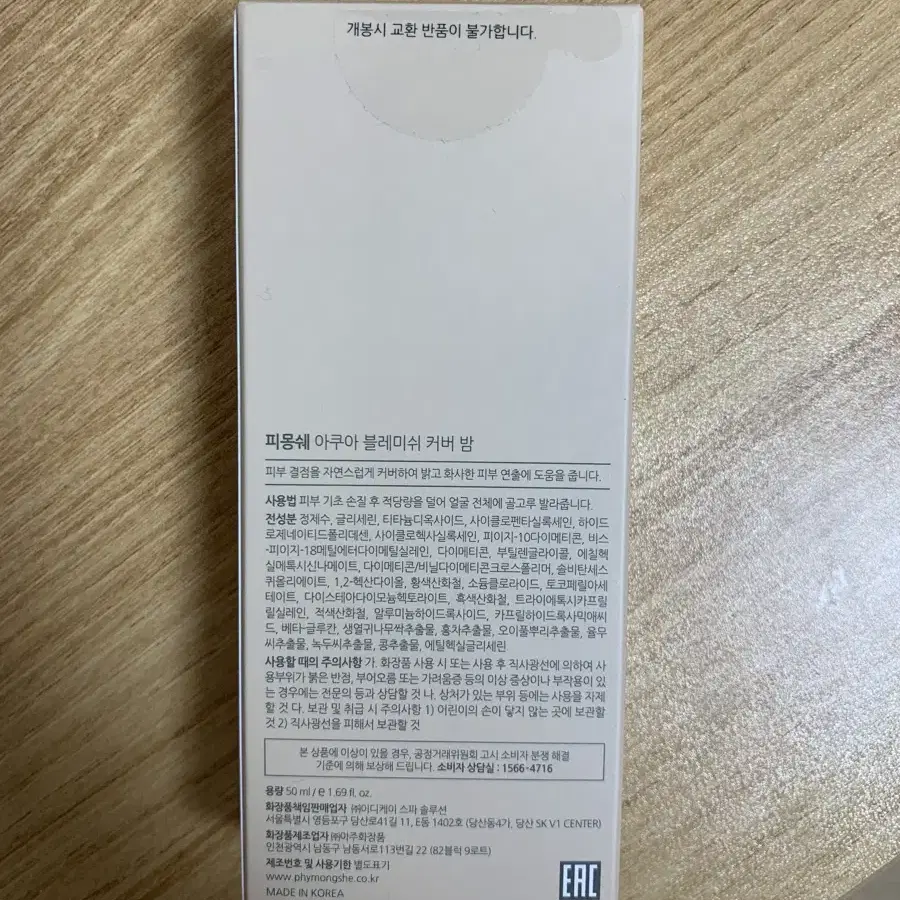 개봉시 교환 반품이 불가합니다.
피몽쉐 아쿠아 블레미쉬 커버 밤
피부 결점을 자연스럽게 커버하여 밝고 화사한 피부 연출에 도움을 줍니다.
사용법 피부 기초 손질 후 적당량을 덜어 얼굴 전체에 골고루 발라줍니다.
전성분 정제수, 글리세린, 티타늄디옥사이드, 사이클로펜타실록세인, 하이드
로제네이티드폴리데센, 사이클로헥사실록세인, 피이지-10다이메티콘, 비스
-피이지-18메틸에터다이메틸실레인, 다이메티콘, 부틸렌글라이콜, 에칠헥
실메톡시신나메이트, 다이메티콘/비닐다이메티콘크로스폴리머, 솔비탄세스
퀴올리에이트, 1,2-헥산다이올, 황색산화철, 소듐클로라이드, 토코페릴아세
테이트, 다이스테아다이모늄헥토라이트, 흑색산화철, 트라이에톡시카프릴
릴실레인, 적색산화철, 알루미늄하이드록사이드, 카프릴하이드록사믹애씨
드, 베타-글루칸, 생열귀나무싹추출물, 홍차추출물, 오이풀뿌리추출물, 율무
씨추출물, 녹두씨추출물, 콩추출물, 에틸헥실글리세린
사용할 때의 주의사항 가. 화장품 사용 시 또는 사용 후 직사광선에 의하여 사
용부위가 붉은 반점, 부어오름 또는 가려움증 등의 이상 증상이나 부작용이 있
는 경우에는 전문의 등과 상담할 것 나. 상처가 있는 부위 등에는 사용을 자제
할 것 다. 보관 및 취급 시 주의사항 1) 어린이의 손이 닿지 않는 곳에 보관할
것 2) 직사광선을 피해서 보관할 것
본 상품에 이상이 있을 경우, 공정거래위원회 고시 소비자 분쟁 해결
기준에 의해 보상해 드립니다. 소비자 상담실 : 1566-4716
용량 50 ml / ℮ 1.69 fl. oz.
화장품책임판매업자 ㈜이디케이 스파 솔루션
서울특별시 영등포구 당산로41길 11, E동 1402호 (당산동4가, 당산 SK V1 CENTER)
화장품제조업자 ㈜아주화장품
인천광역시 남동구 남동서로113번길 22 (82블럭 9로트)
제조번호 및 사용기한 별도표기
www.phymongshe.co.kr
MADE IN KOREA
EAC